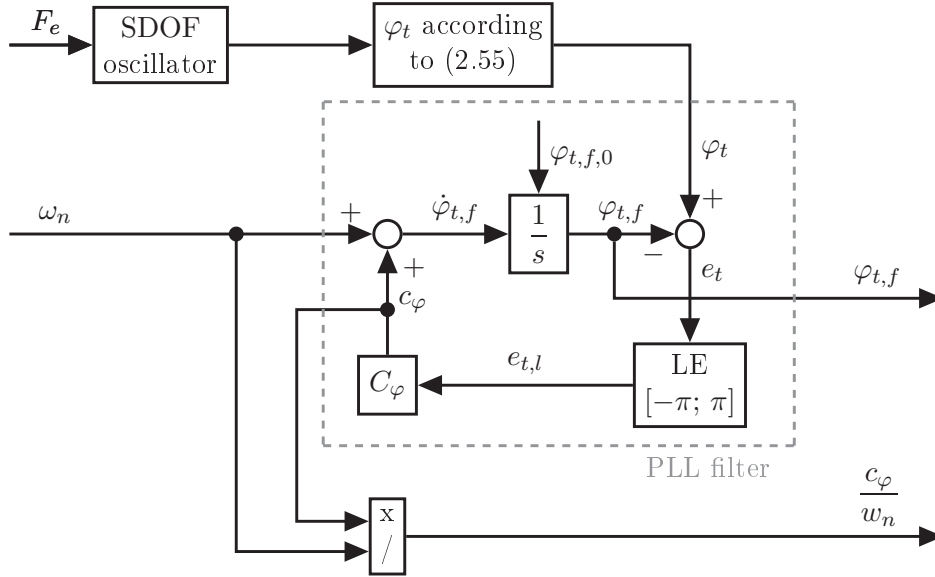 F_e
SDOF
oscillator
φ_t according
to (2.55)
φ_{t,f,0}
φ_t
+
ω_n
+
φ̇_{t,f}
1
s
φ_{t,f}
−
+
c_φ
e_t
φ_{t,f}
C_φ
e_{t,l}
LE
[−π; π]
PLL filter
x
/
c_φ
w_n